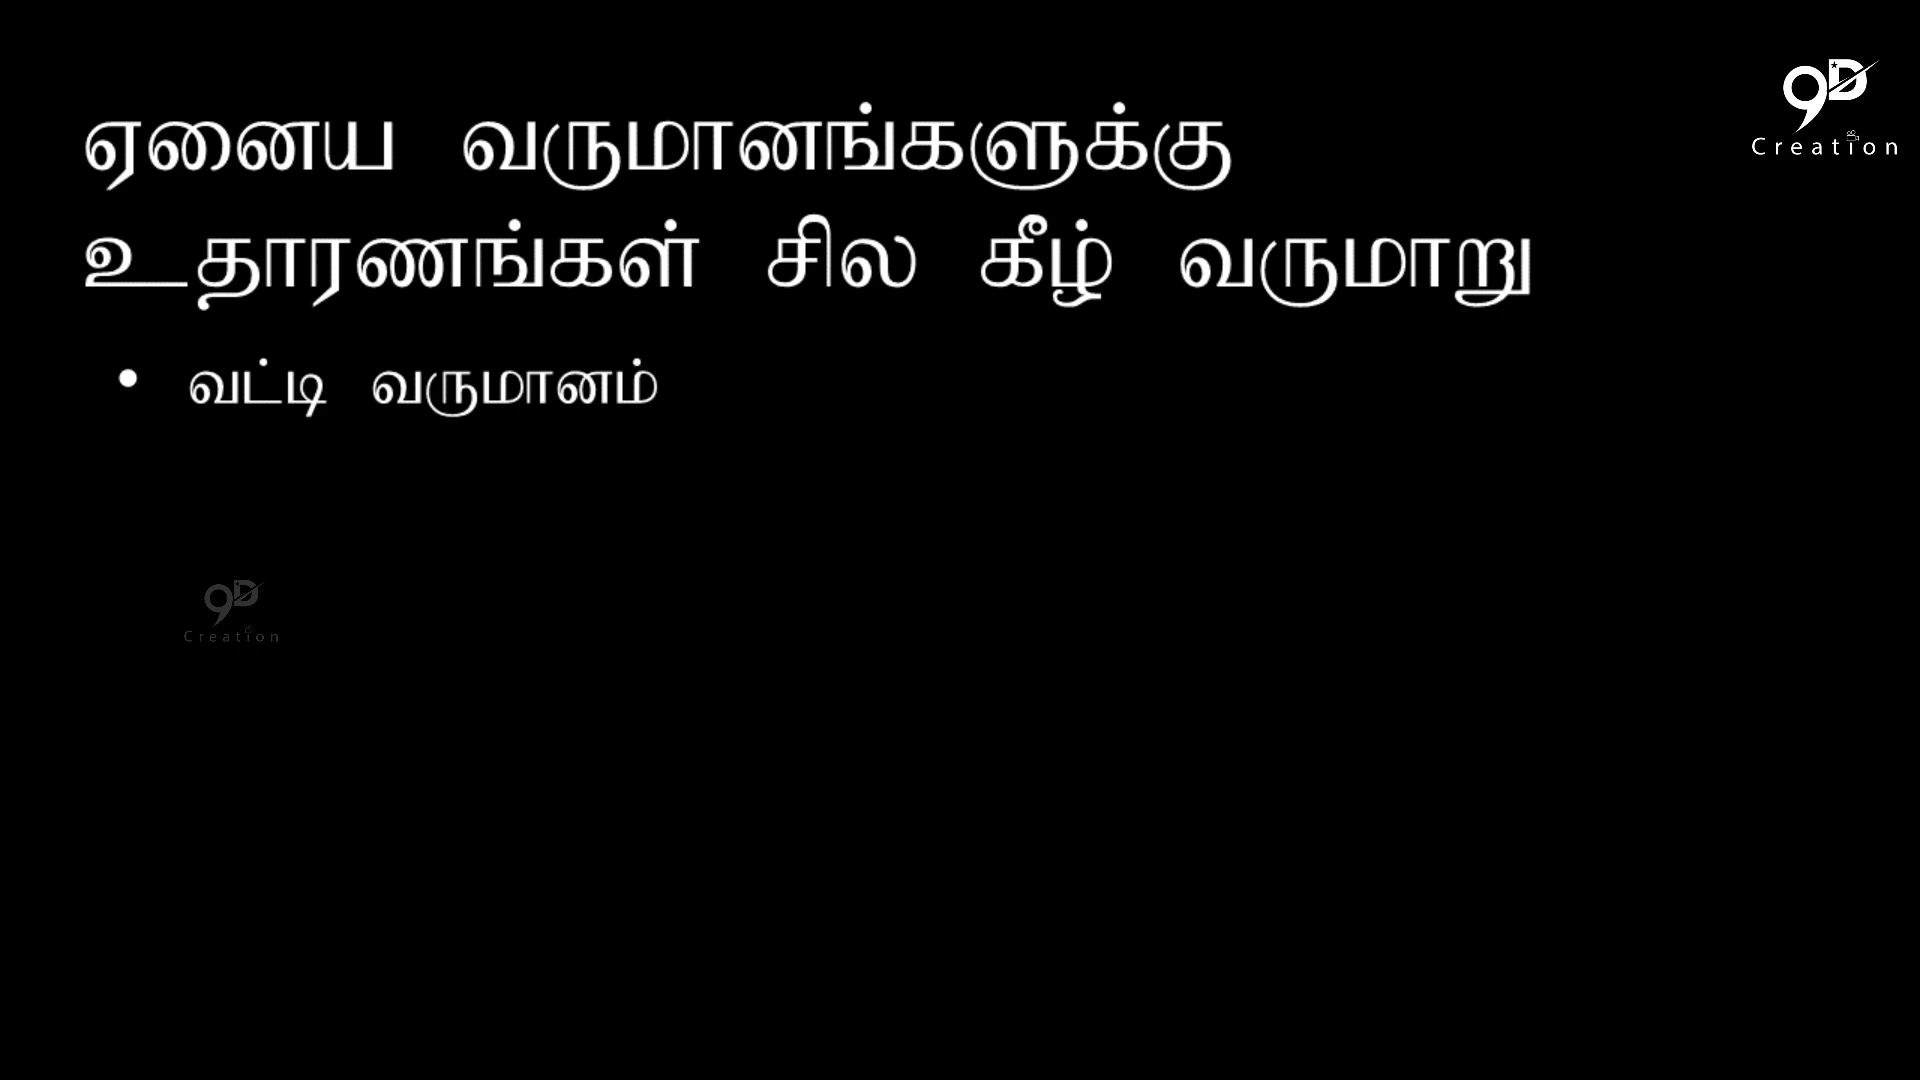 ஏனைய வருமானங்களுக்கு
உதாரணங்கள் சில கீழ் வருமாறு
• வட்டி வருமானம்
9D
Creation
9D
Creation